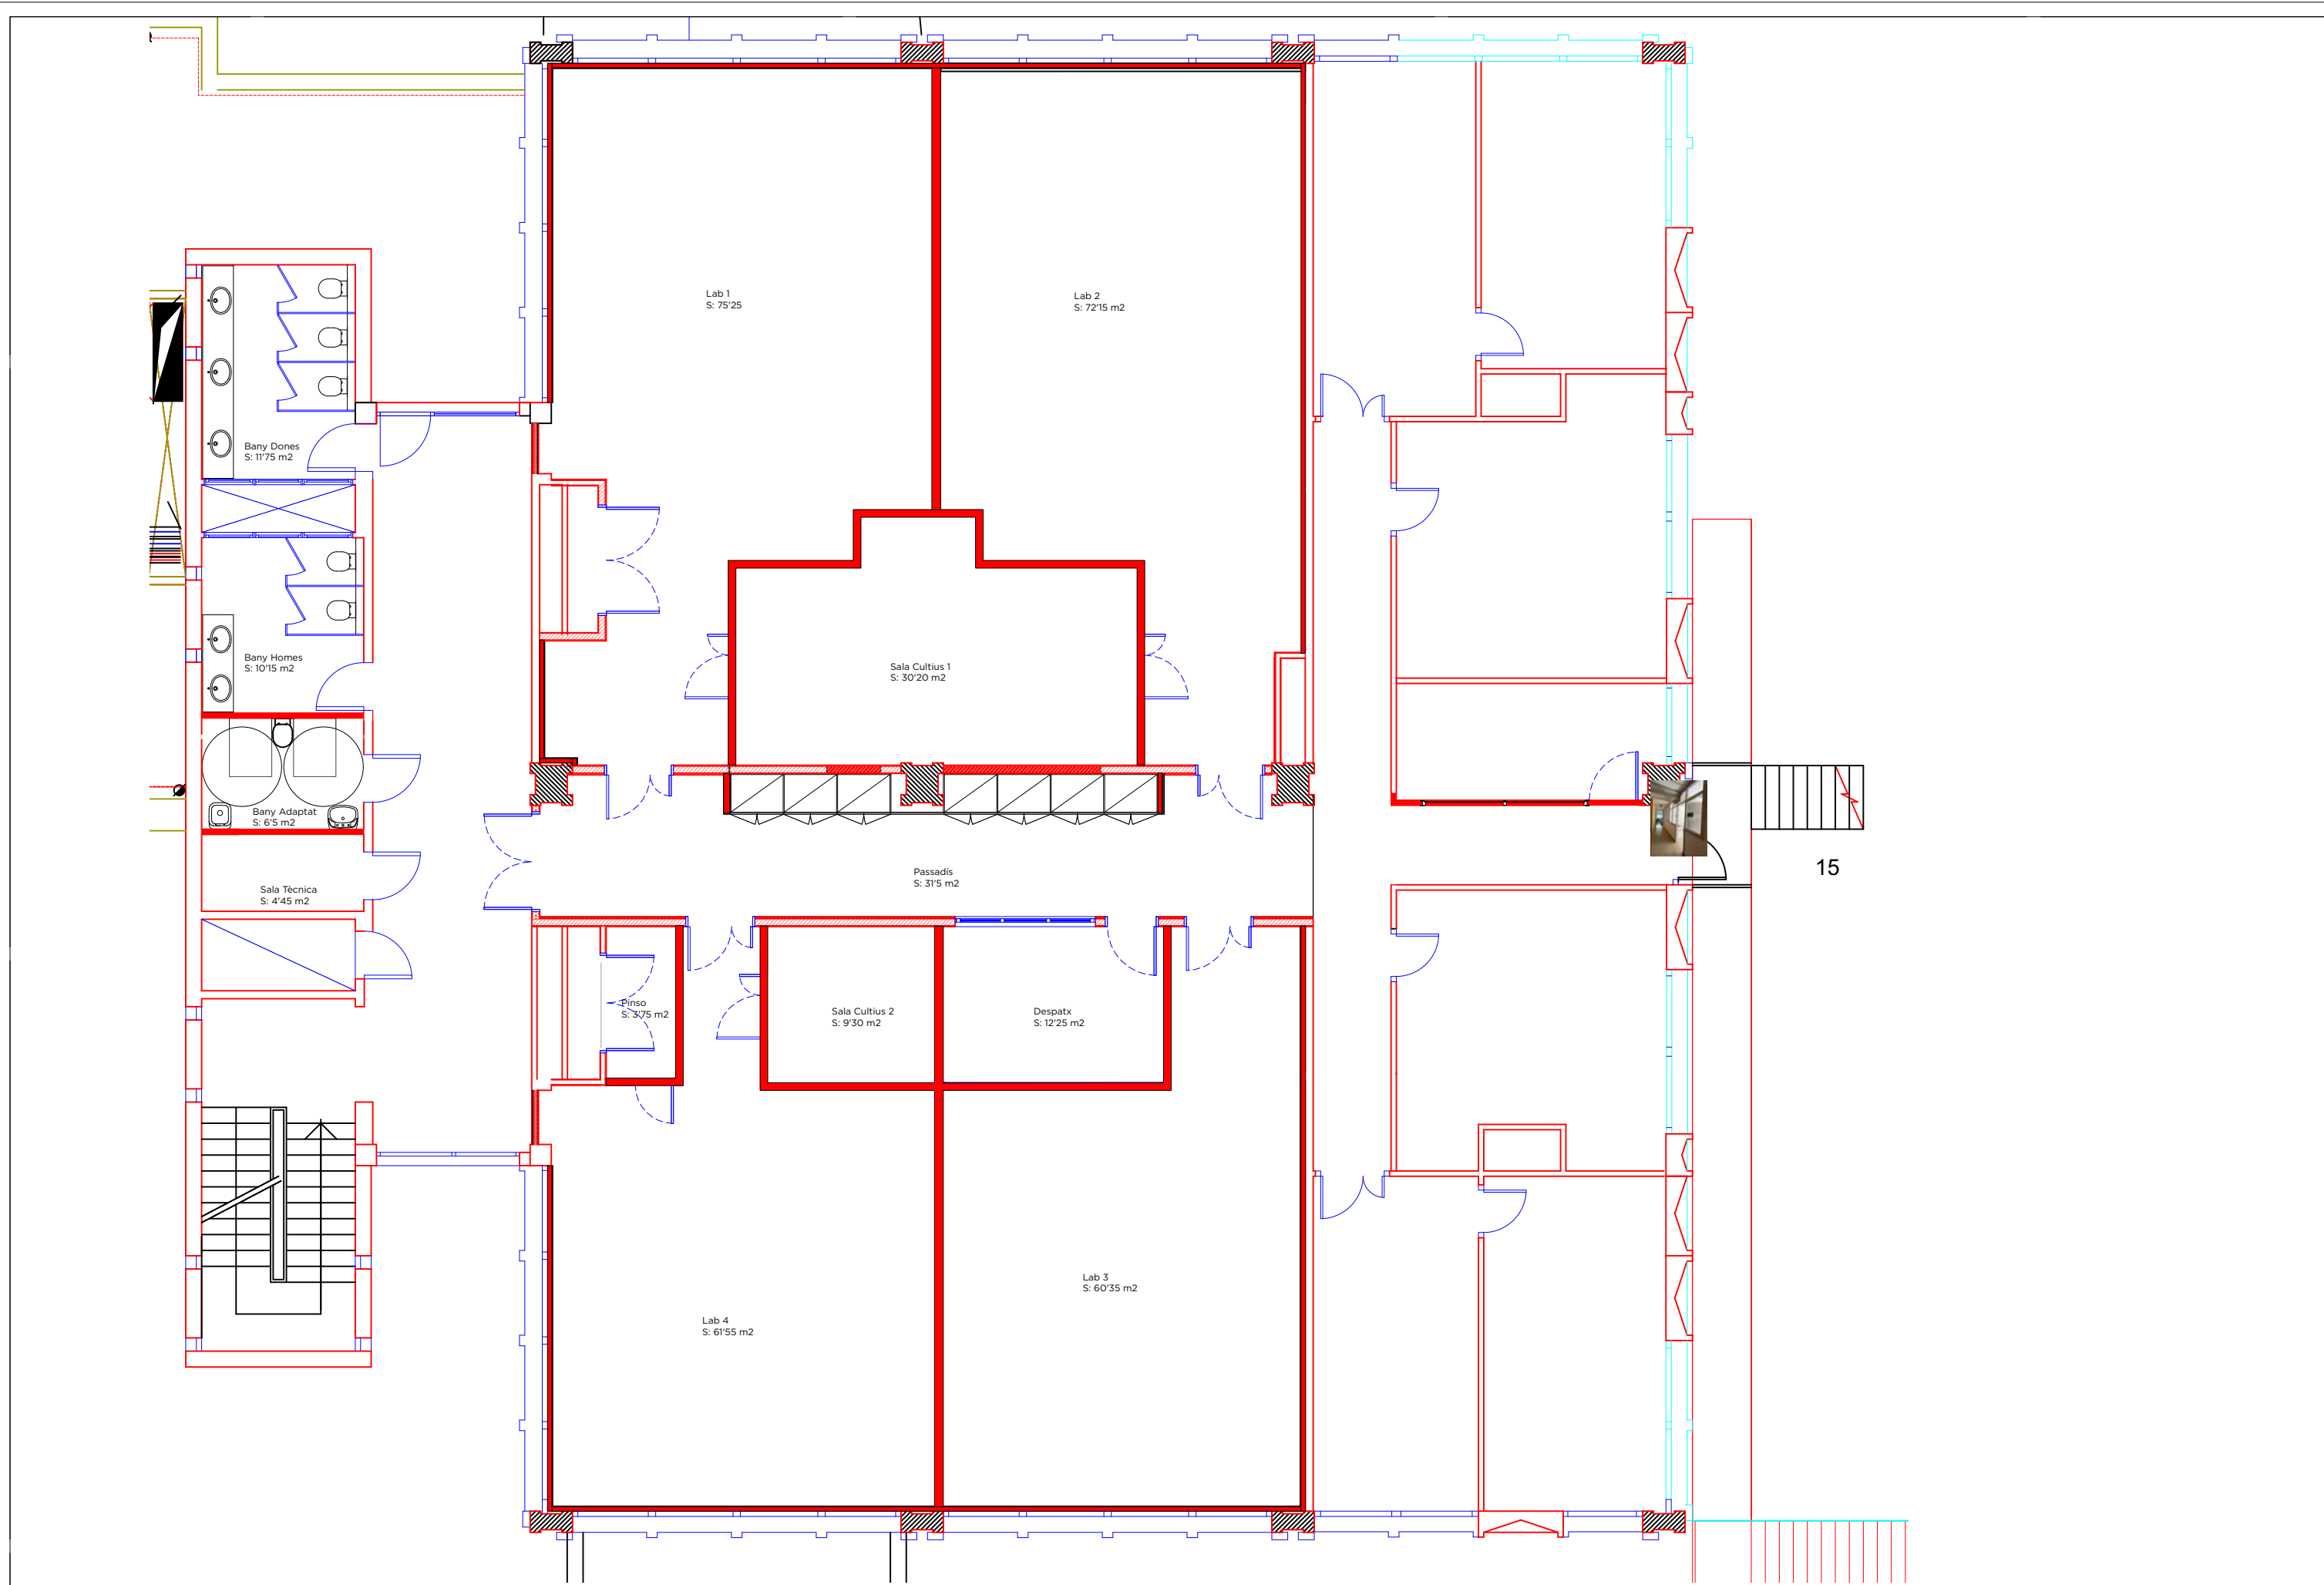 Lab 1
S: 75'25
Lab 2
S: 72'15 m2
Bany Dones
S: 11'75 m2
Bany Homes
S: 10'15 m2
Sala Cultius 1
S: 30'20 m2
Bany Adaptat
S: 6'5 m2
Sala Tècnica
S: 4'45 m2
Passadís
S: 31'5 m2
15
Pinso
S: 3'75 m2
Sala Cultius 2
S: 9'30 m2
Despatx
S: 12'25 m2
Lab 3
S: 60'35 m2
Lab 4
S: 61'55 m2